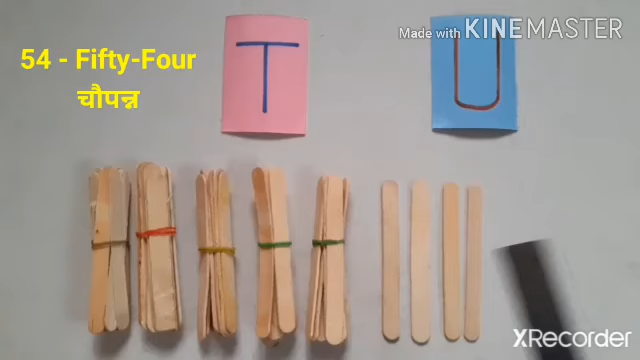 54 - Fifty-Four
चौपन्न
T
U
Made with KINEMASTER
XRecorder